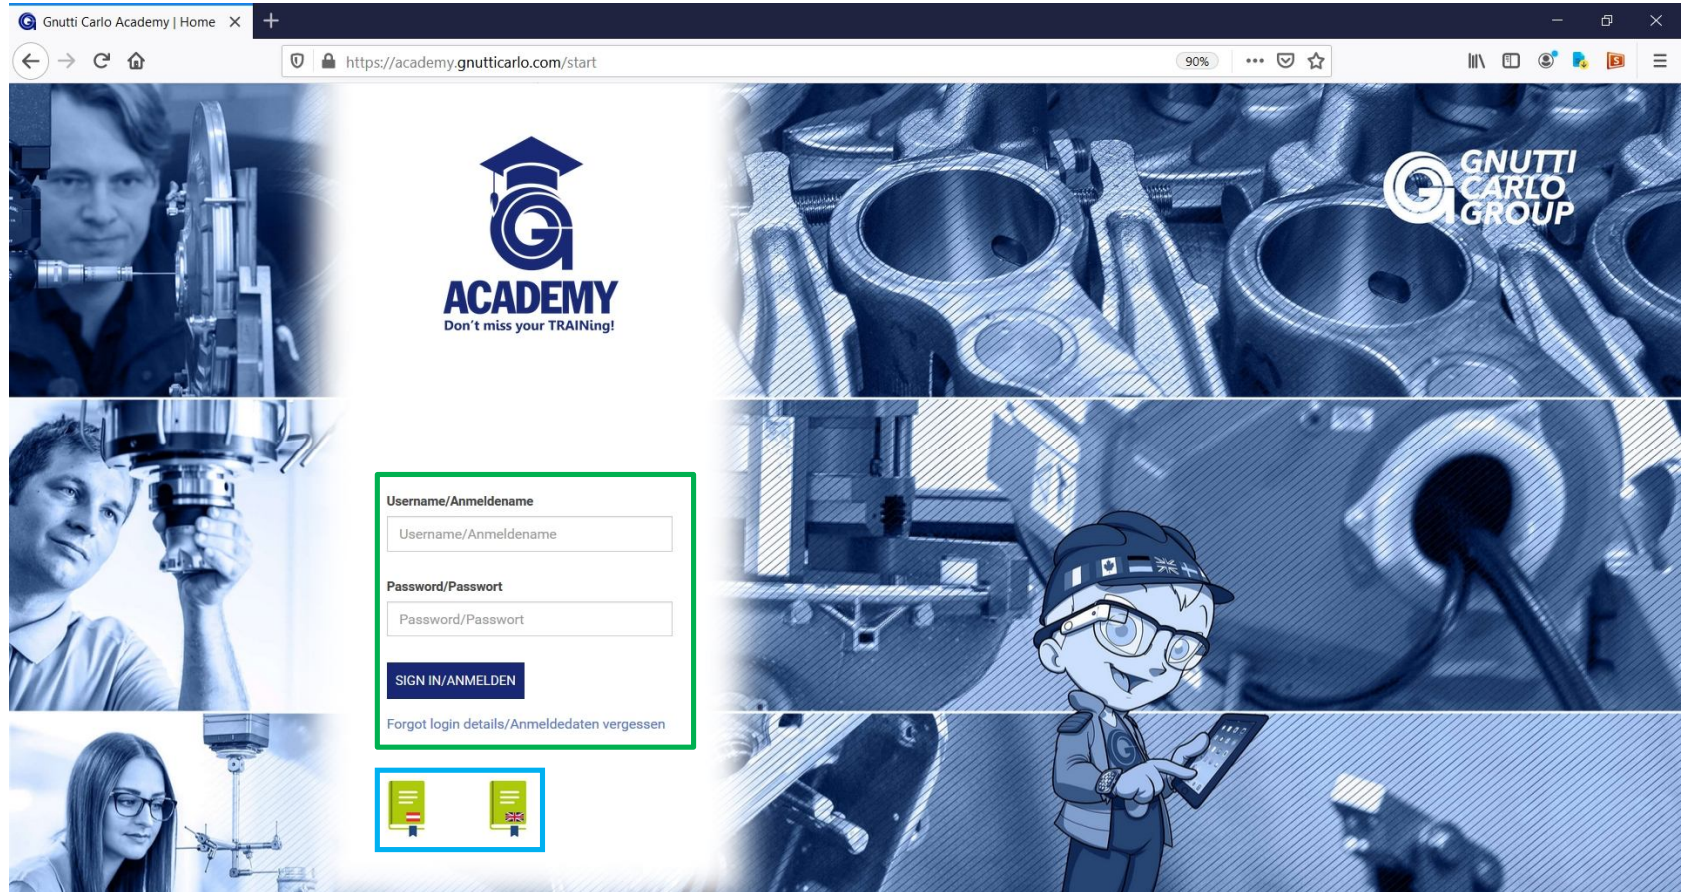 Gnutti Carlo Academy | Home
https://academy.gnutticarlo.com/start
90%
GNUTTI
CARLO
GROUP
ACADEMY
Don't miss your TRAINing!
Username/Anmeldename
Username/Anmeldename
Password/Passwort
Password/Passwort
SIGN IN/ANMELDEN
Forgot login details/Anmeldedaten vergessen